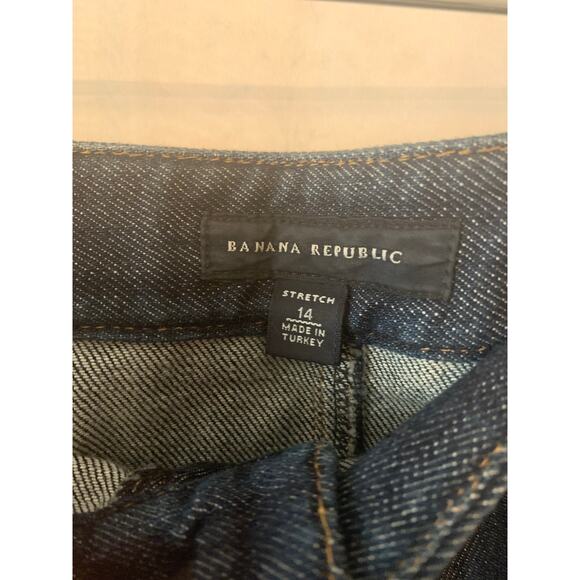 BANANA REPUBLIC
STRETCH
14
MADE IN
TURKEY